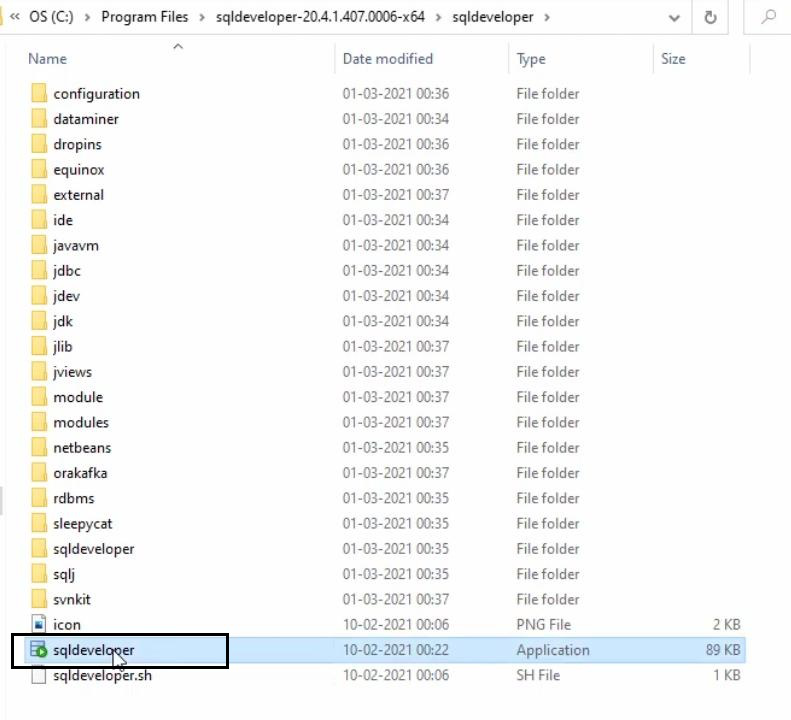 « OS (C:) > Program Files > sqldeveloper-20.4.1.407.0006-x64 > sqldeveloper >
Name Date modified Type Size
configuration 01-03-2021 00:36 File folder
dataminer 01-03-2021 00:34 File folder
dropins 01-03-2021 00:36 File folder
equinox 01-03-2021 00:36 File folder
external 01-03-2021 00:37 File folder
ide 01-03-2021 00:34 File folder
javavm 01-03-2021 00:34 File folder
jdbc 01-03-2021 00:34 File folder
jdev 01-03-2021 00:34 File folder
jdk 01-03-2021 00:34 File folder
jlib 01-03-2021 00:37 File folder
jviews 01-03-2021 00:37 File folder
module 01-03-2021 00:37 File folder
modules 01-03-2021 00:37 File folder
netbeans 01-03-2021 00:35 File folder
orakafka 01-03-2021 00:37 File folder
rdbms 01-03-2021 00:35 File folder
sleepycat 01-03-2021 00:35 File folder
sqldeveloper 01-03-2021 00:35 File folder
sqlj 01-03-2021 00:35 File folder
svnkit 01-03-2021 00:37 File folder
icon 10-02-2021 00:06 PNG File 2 KB
sqldeveloper 10-02-2021 00:22 Application 89 KB
sqldeveloper.sh 10-02-2021 00:06 SH File 1 KB